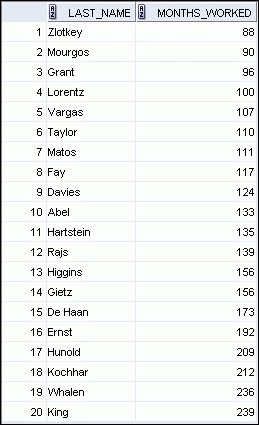 LAST_NAME MONTHS_WORKED
1 Zlotkey 88
2 Mourgos 90
3 Grant 96
4 Lorentz 100
5 Vargas 107
6 Taylor 110
7 Matos 111
8 Fay 117
9 Davies 124
10 Abel 133
11 Hartstein 135
12 Rajs 139
13 Higgins 156
14 Gietz 156
15 De Haan 173
16 Ernst 192
17 Hunold 209
18 Kochhar 212
19 Whalen 236
20 King 239